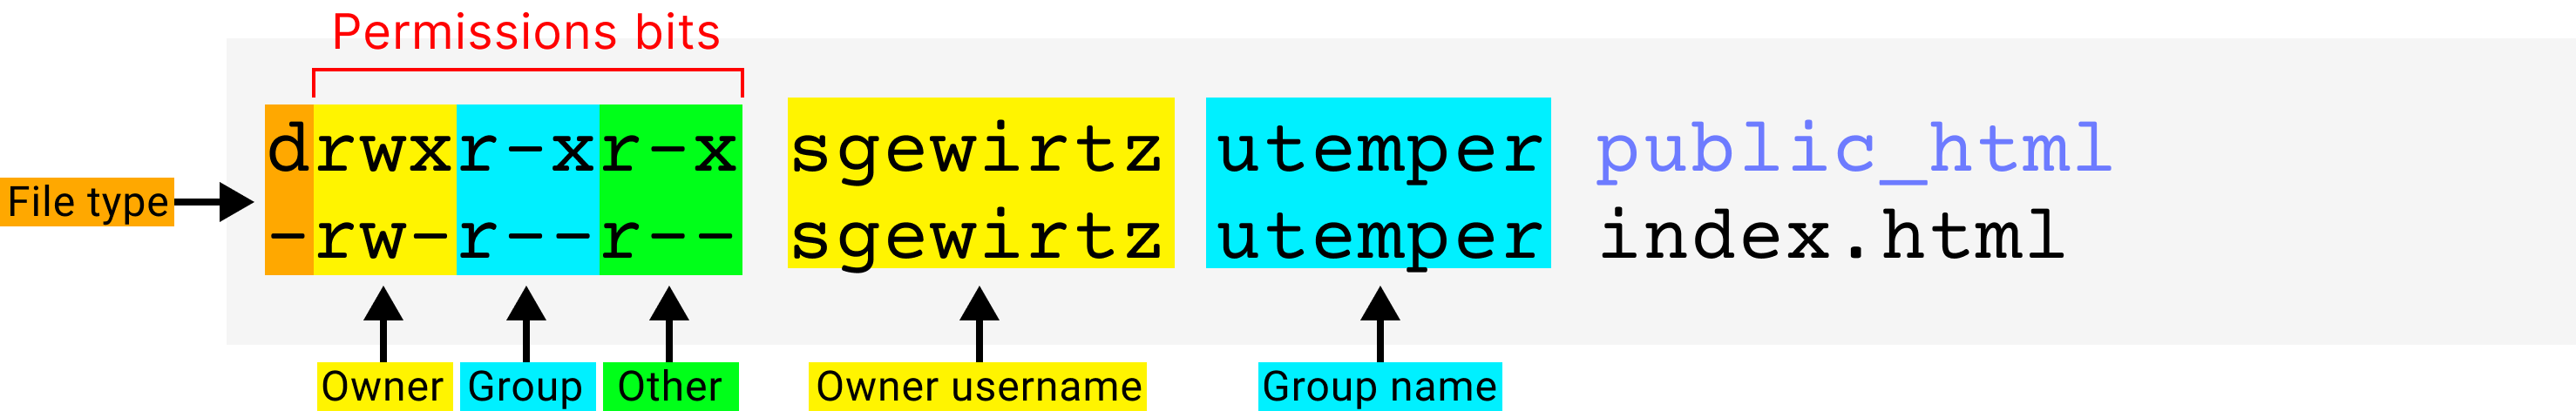 Permissions bits
drwxr-xr-x sgewirtz utemper public_html
File type
-rw-r--r-- sgewirtz utemper index.html
Owner Group Other Owner username Group name